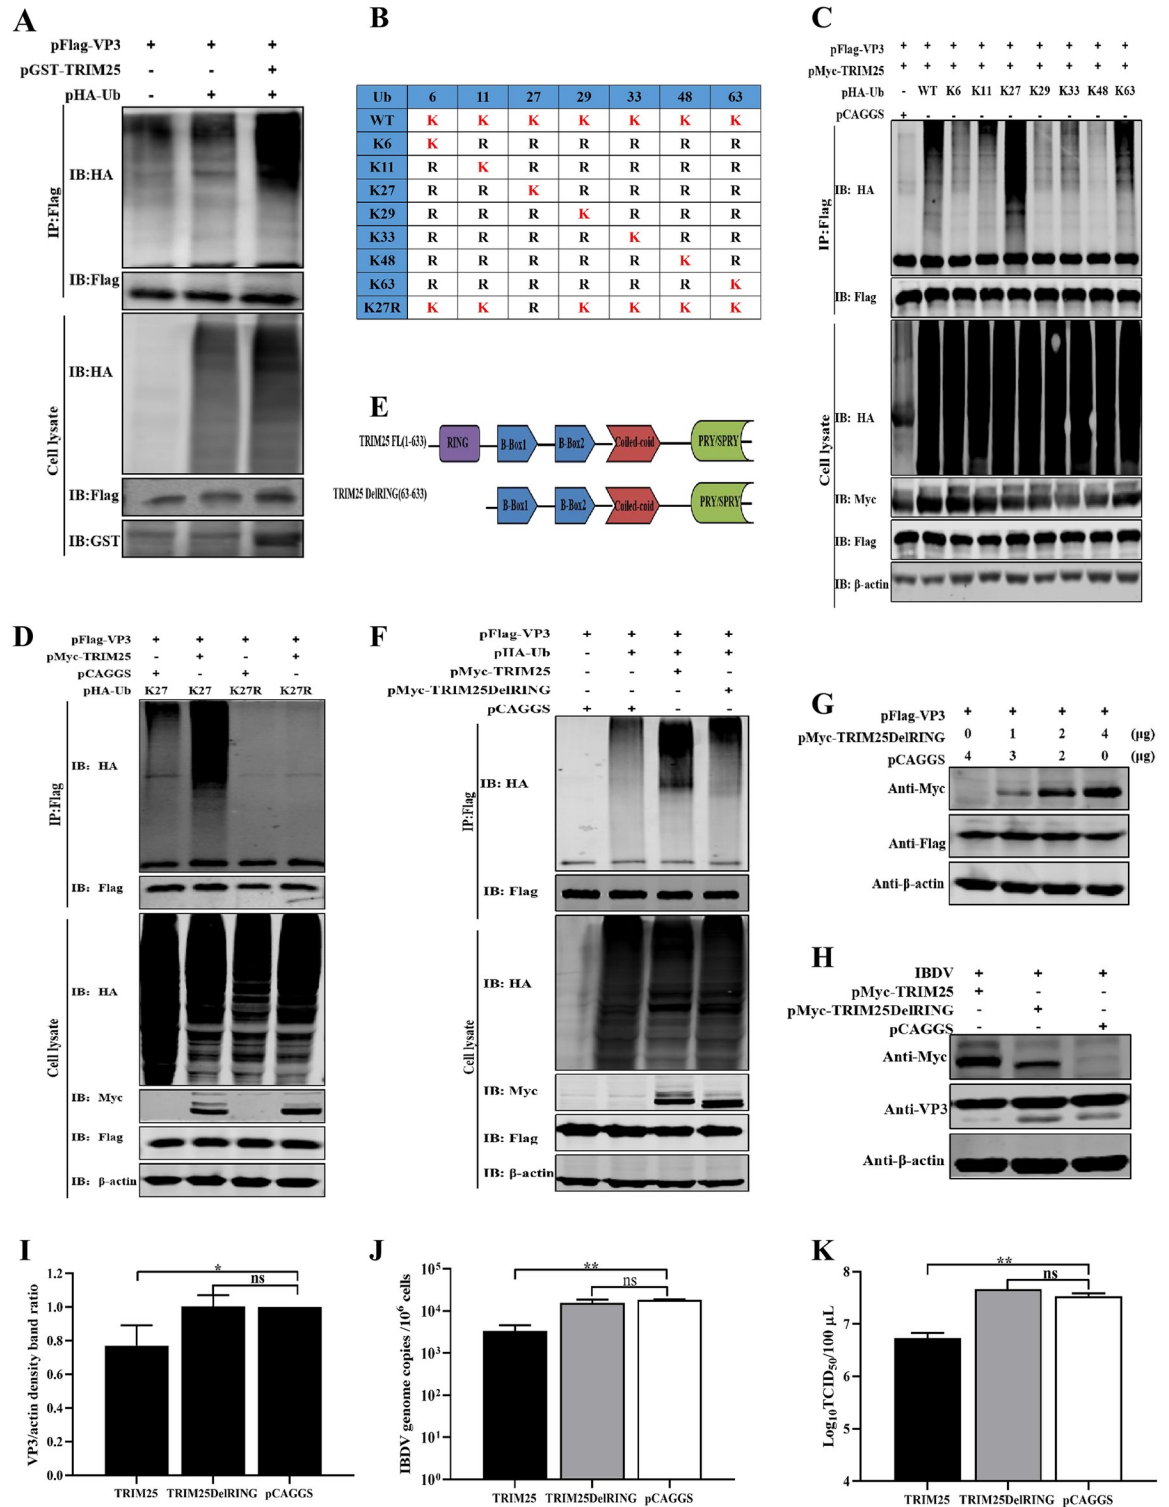 A
pFlag-VP3 + + +
pGST-TRIM25 - - +
pHA-Ub - + +
IP:Flag
IB:HA
IB:Flag
Cell lysate
IB:HA
IB:Flag
IB:GST
B
Ub 6 11 27 29 33 48 63
WT K K K K K K K
K6 K R R R R R R
K11 R K R R R R R
K27 R R K R R R R
K29 R R R K R R R
K33 R R R R K R R
K48 R R R R R K R
K63 R R R R R R K
K27R K K R K K K K
C
pFlag-VP3 + + + + + + + + +
pMyc-TRIM25 + + + + + + + + +
pHA-Ub - WT K6 K11 K27 K29 K33 K48 K63
pCAGGS + - - - - - - - -
IP:Flag
IB: HA
IB: Flag
Cell lysate
IB: HA
IB: Myc
IB: Flag
IB: β-actin
E
TRIM25 FL(1-633) RING B-Box1 B-Box2 Coiled-coid PRY/SPRY
TRIM25 DelRING(63-633) B-Box1 B-Box2 Coiled-coid PRY/SPRY
D
pFlag-VP3 + + + +
pMyc-TRIM25 - + - +
pCAGGS + - + -
pHA-Ub K27 K27 K27R K27R
IP:Flag
IB: HA
IB: Flag
Cell lysate
IB: HA
IB: Myc
IB: Flag
IB: β-actin
F
pFlag-VP3 + + + +
pHA-Ub - + + +
pMyc-TRIM25 - - + -
pMyc-TRIM25DelRING - - - +
pCAGGS + + - -
IP:Flag
IB: HA
IB: Flag
Cell lysate
IB: HA
IB: Myc
IB: Flag
IB: β-actin
G
pFlag-VP3 + + + +
pMyc-TRIM25DelRING 0 1 2 4 (μg)
pCAGGS 4 3 2 0 (μg)
Anti-Myc
Anti-Flag
Anti-β-actin
H
IBDV + + +
pMyc-TRIM25 + - -
pMyc-TRIM25DelRING - + -
pCAGGS - - +
Anti-Myc
Anti-VP3
Anti-β-actin
I
VP3/actin density band ratio
1.2
1.0
0.8
0.6
0.4
0.2
0.0
*
ns
TRIM25 TRIM25DelRING pCAGGS
J
IBDV genome copies /10⁶ cells
10⁵
10⁴
10³
10²
10¹
10⁰
**
ns
TRIM25 TRIM25DelRING pCAGGS
K
Log₁₀TCID₅₀/100 μL
8
7
6
5
4
**
ns
TRIM25 TRIM25DelRING pCAGGS